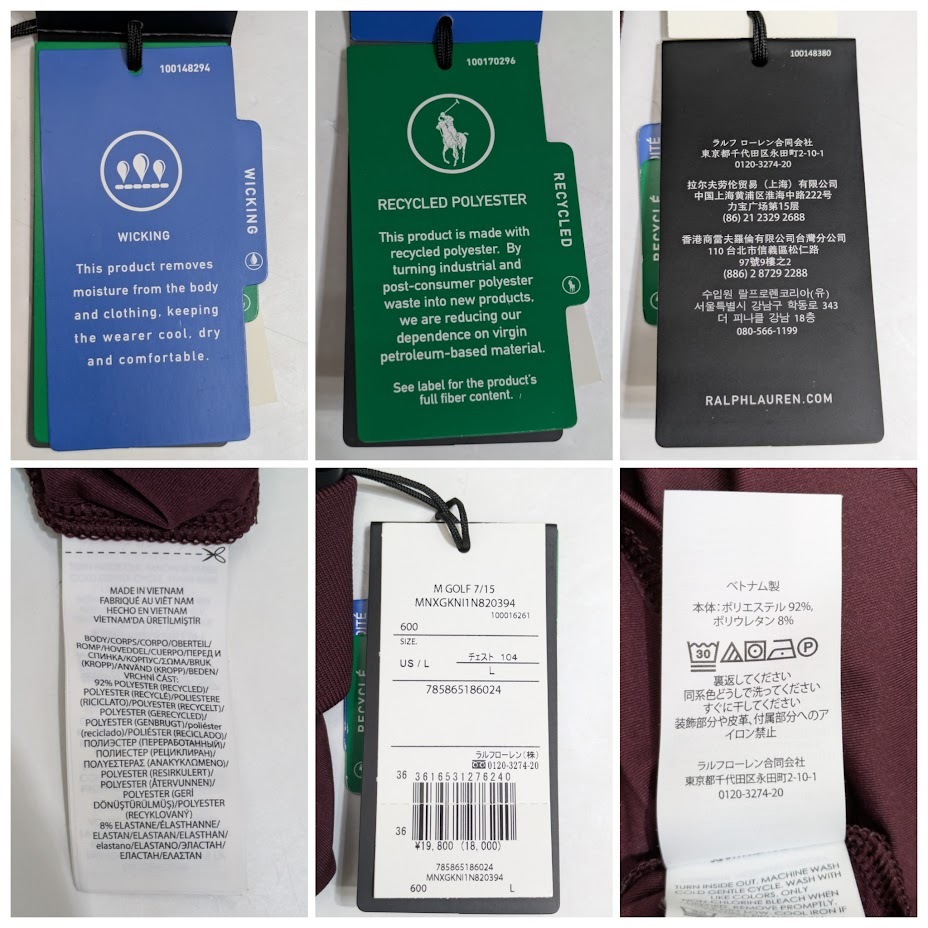 100148294
WICKING
This product removes
moisture from the body
and clothing, keeping
the wearer cool, dry
and comfortable.
WICKING
100170296
RECYCLED POLYESTER
This product is made with
recycled polyester. By
turning industrial and
post-consumer polyester
waste into new products,
we are reducing our
dependence on virgin
petroleum-based material.
See label for the product's
full fiber content.
RECYCLED
100148380
ラルフ ローレン合同会社
東京都千代田区永田町2-10-1
0120-3274-20
拉尔夫劳伦贸易（上海）有限公司
中国上海黄浦区淮海中路222号
力宝广场第15层
(86) 21 2329 2688
香港商雷夫羅倫有限公司台灣分公司
110 台北市信義區松仁路
97號9樓之2
(886) 2 8729 2288
수입원 랄프로렌코리아(유)
서울특별시 강남구 학동로 343
더 피나클 강남 18층
080-566-1199
RALPHLAUREN.COM
DITÉ
RECYCLÉ
MADE IN VIETNAM
FABRIQUÉ AU VIÊT NAM
HECHO EN VIETNAM
VIETNAM'DA ÜRETİLMİŞTİR
BODY/CORPS/CORPO/OBERTEIL/
ROMP/HOVEDDEL/CUERPO/ПЕРЕД И
СПИНКА/КОРПУС/ΣΩΜΑ/BRUK
(KROPP)/ANVÄND (KROPP)/BEDEN/
VRCHNÍ ČÁST:
92% POLYESTER (RECYCLED)/
POLYESTER (RECYCLÉ)/POLIESTERE
(RICICLATO)/POLYESTER (RECYCELT)/
POLYESTER (GERECYCLED)/
POLYESTER (GENBRUGT)/poliéster
(reciclado)/POLIÉSTER (RECICLADO)/
ПОЛИЭСТЕР (ПЕРЕРАБОТАННЫЙ)/
ПОЛИЕСТЕР (РЕЦИКЛИРАН)/
ΠΟΛΥΕΣΤΕΡΑΣ (ΑΝΑΚΥΚΛΩΜΕΝΟ)/
POLYESTER (RESIRKULERT)/
POLYESTER (ÅTERVUNNEN)/
POLYESTER (GERİ
DÖNÜŞTÜRÜLMÜŞ)/POLYESTER
(RECYKLOVANÝ)
8% ELASTANE/ÉLASTHANNE/
ELASTAN/ELASTAAN/ELASTHAN/
elastano/ELASTANO/ЭЛАСТАН/
ЕЛАСТАН/ΕΛΑΣΤΑΝ
DITÉ
RECYCLÉ
M GOLF 7/15
MNXGKNI1N820394
100016261
600
SIZE.
US / L
チェスト 104
L
785865186024
ラルフローレン(株)
0120-3274-20
36
3616531276240
36
¥19,800 (18,000)
785865186024
MNXGKNI1N820394
600
L
ベトナム製
本体: ポリエステル 92%,
ポリウレタン 8%
30
P
裏返してください
同系色どうしで洗ってください
すぐに干してください
装飾部分や皮革、付属部分へのア
イロン禁止
ラルフローレン合同会社
東京都千代田区永田町2-10-1
0120-3274-20
TURN INSIDE OUT. MACHINE WASH
COLD GENTLE CYCLE. WASH WITH
LIKE COLORS. ONLY
NON-CHLORINE BLEACH WHEN
REMOVE PROMPTLY.
COOL IRON IF